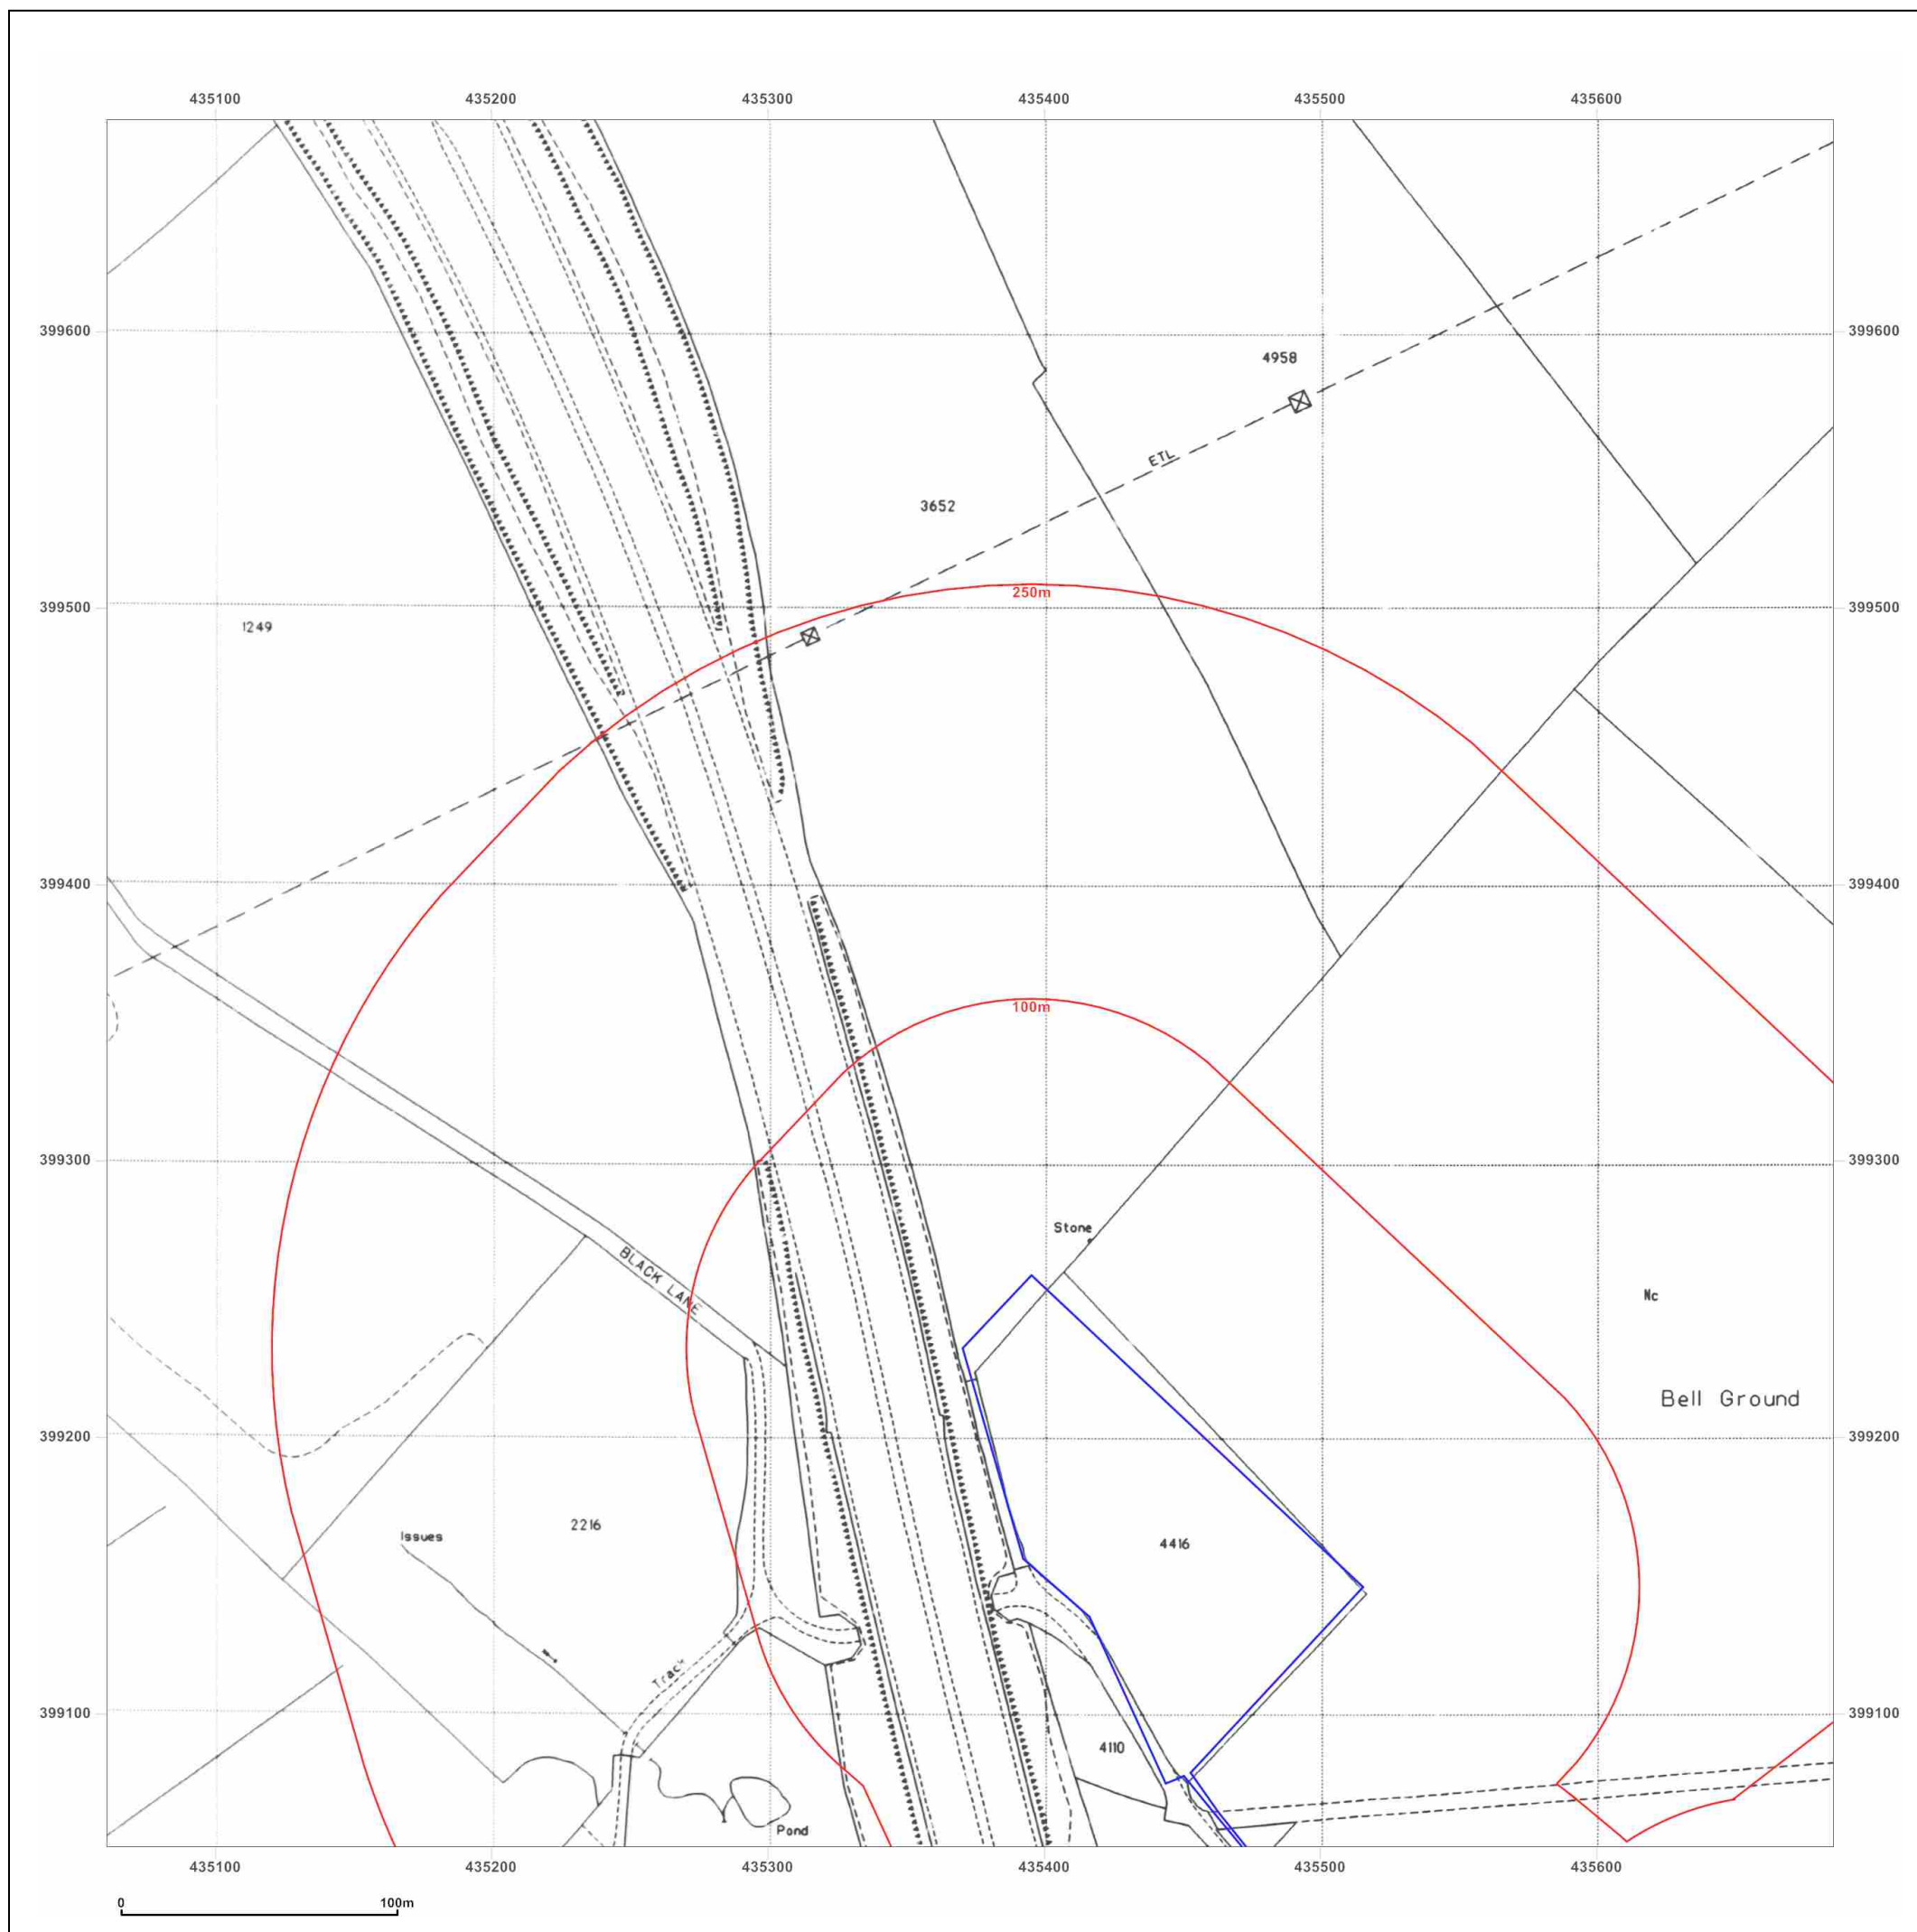 435100 435200 435300 435400 435500 435600
399600 399600
4958
ETL
3652
399500 399500
250m
1249
399400 399400
100m
399300 399300
Stone
BLACK LANE
Nc
Bell Ground
399200 399200
2216
Issues
4416
Track
399100 399100
4110
Pond
435100 435200 435300 435400 435500 435600
0 100m